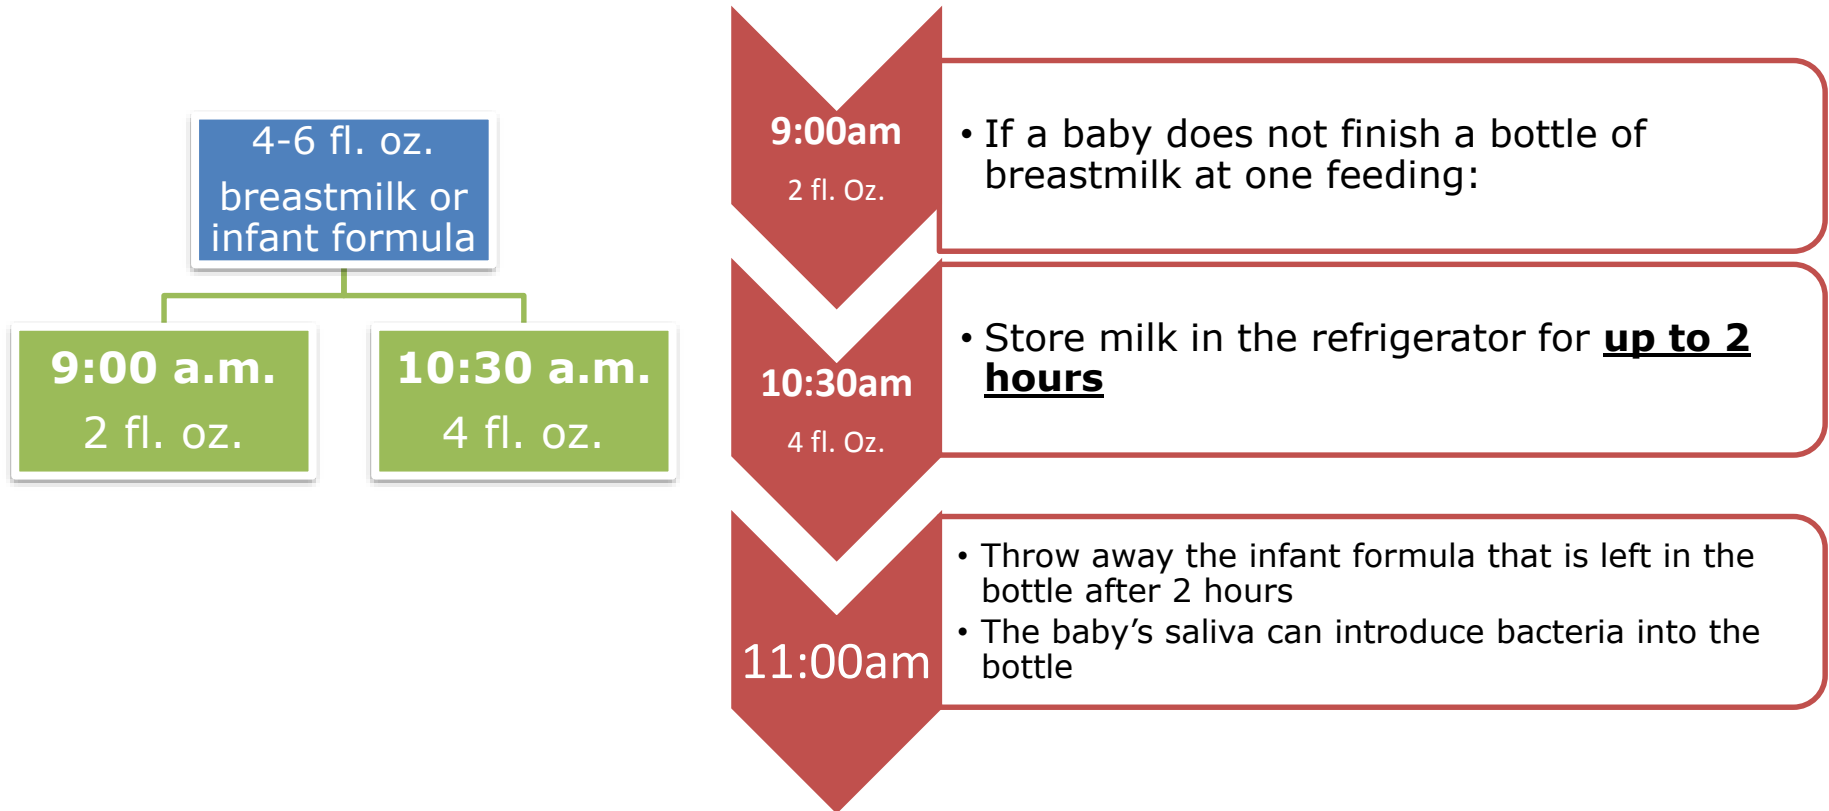 4-6 fl. oz.
breastmilk or
infant formula
9:00 a.m.
2 fl. oz.
10:30 a.m.
4 fl. oz.
9:00am
2 fl. Oz.
• If a baby does not finish a bottle of
breastmilk at one feeding:
10:30am
4 fl. Oz.
• Store milk in the refrigerator for up to 2
hours
11:00am
• Throw away the infant formula that is left in the
bottle after 2 hours
• The baby’s saliva can introduce bacteria into the
bottle